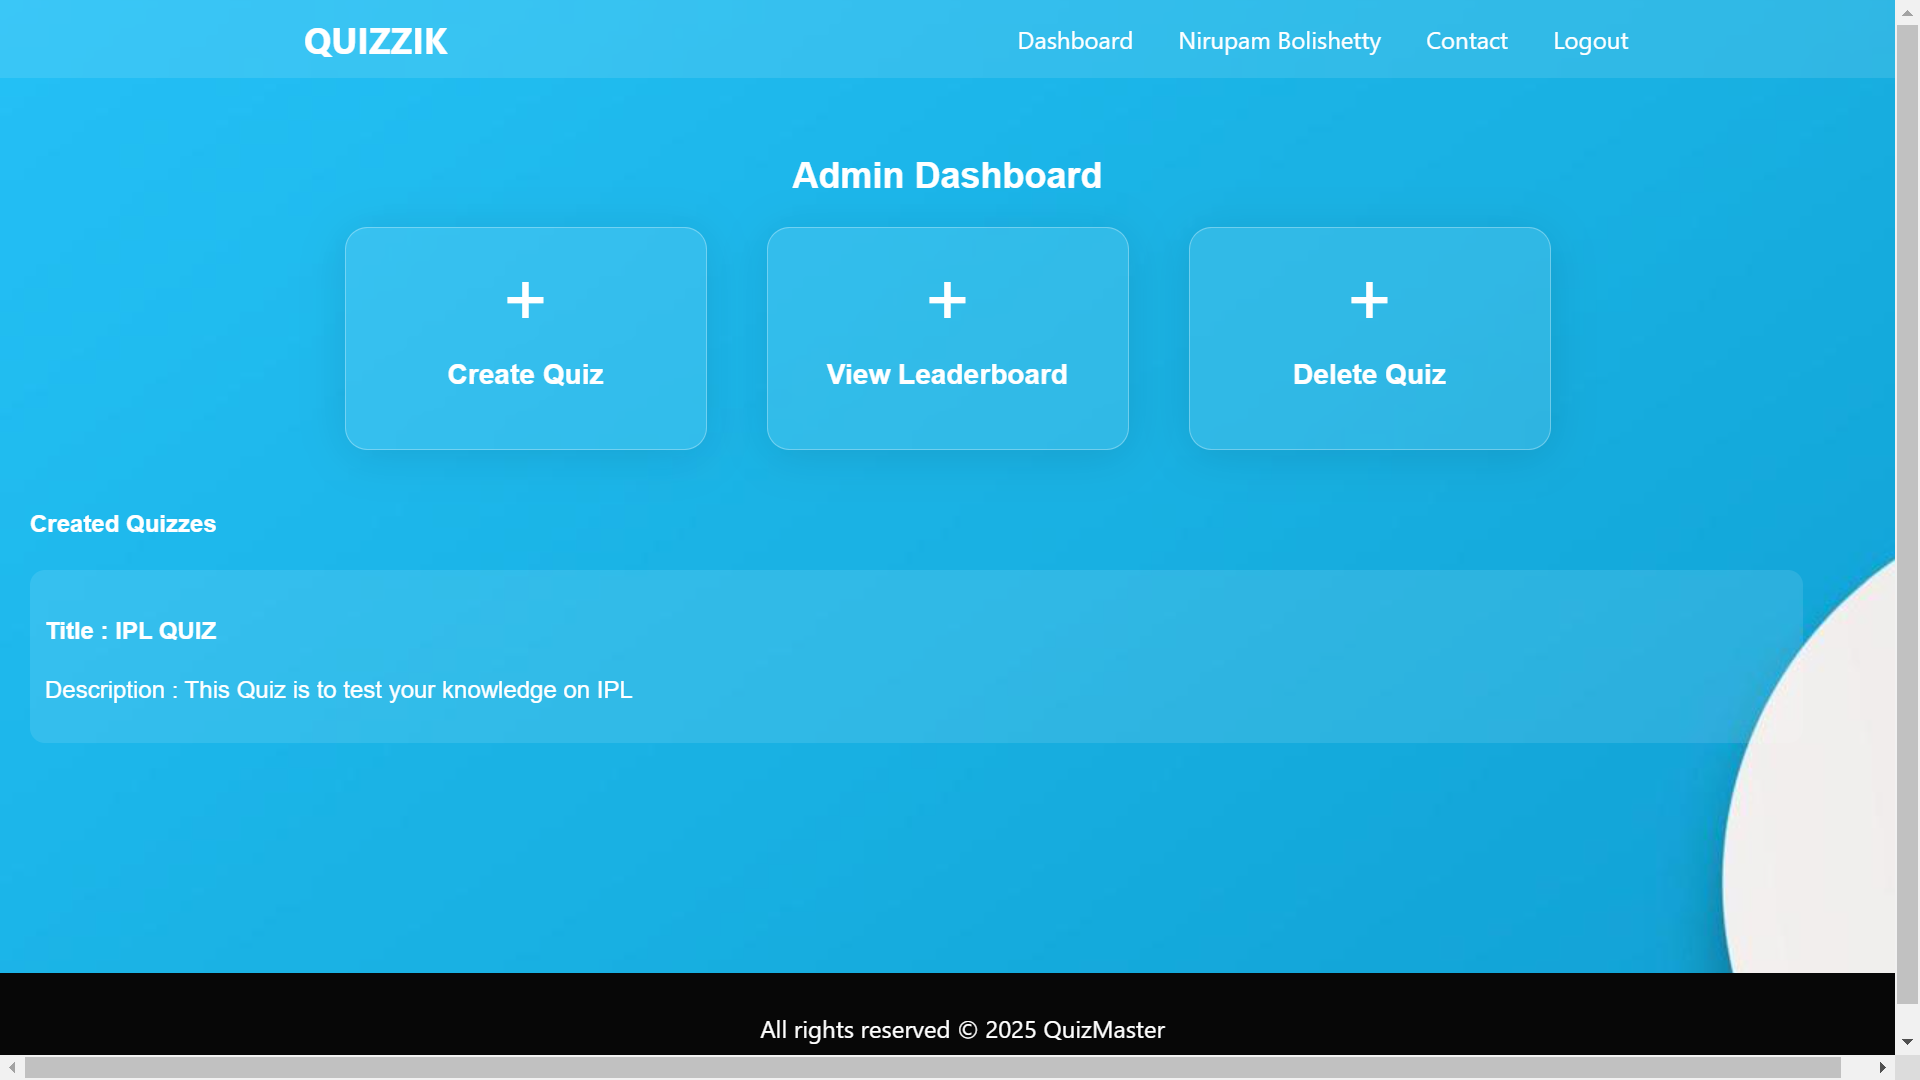 QUIZZIK
Dashboard
Nirupam Bolishetty
Contact
Logout
Admin Dashboard
+
+
+
Create Quiz
View Leaderboard
Delete Quiz
Created Quizzes
Title : IPL QUIZ
Description : This Quiz is to test your knowledge on IPL
All rights reserved © 2025 QuizMaster